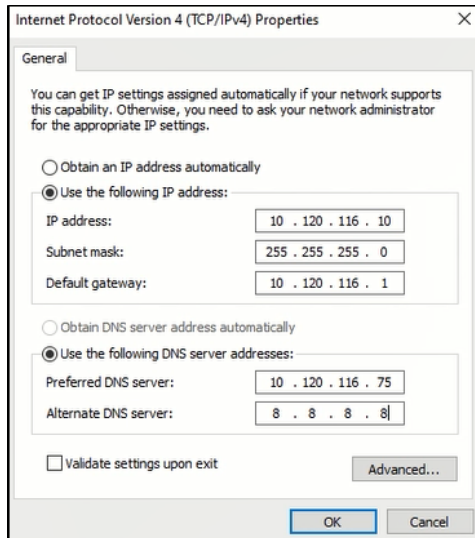 Internet Protocol Version 4 (TCP/IPv4) Properties
General
You can get IP settings assigned automatically if your network supports
this capability. Otherwise, you need to ask your network administrator
for the appropriate IP settings.
Obtain an IP address automatically
Use the following IP address:
IP address: 10 . 120 . 116 . 10
Subnet mask: 255 . 255 . 255 . 0
Default gateway: 10 . 120 . 116 . 1
Obtain DNS server address automatically
Use the following DNS server addresses:
Preferred DNS server: 10 . 120 . 116 . 75
Alternate DNS server: 8 . 8 . 8 . 8
Validate settings upon exit
Advanced...
OK Cancel